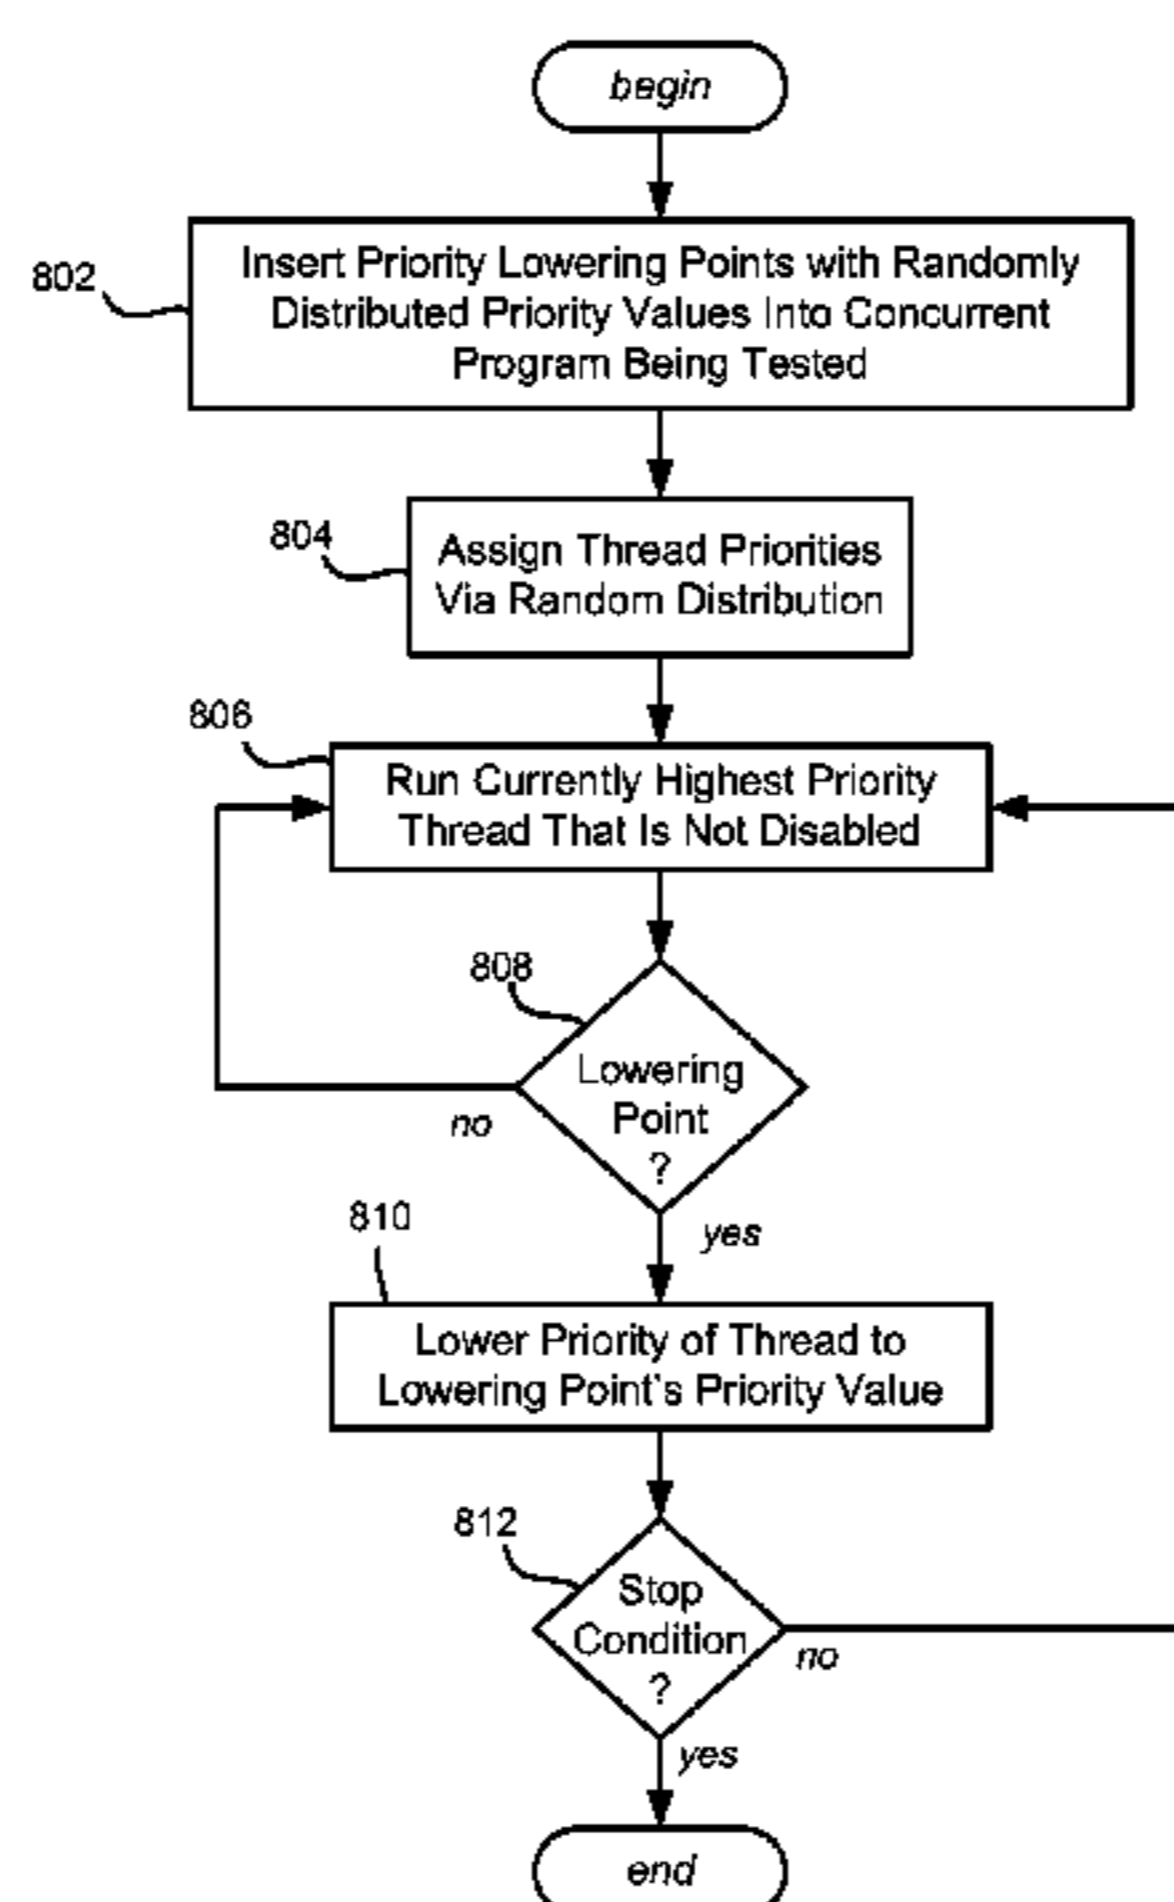 begin
802
Insert Priority Lowering Points with Randomly
Distributed Priority Values Into Concurrent
Program Being Tested
804
Assign Thread Priorities
Via Random Distribution
806
Run Currently Highest Priority
Thread That Is Not Disabled
808
Lowering
Point
?
no
yes
810
Lower Priority of Thread to
Lowering Point's Priority Value
812
Stop
Condition
?
no
yes
end